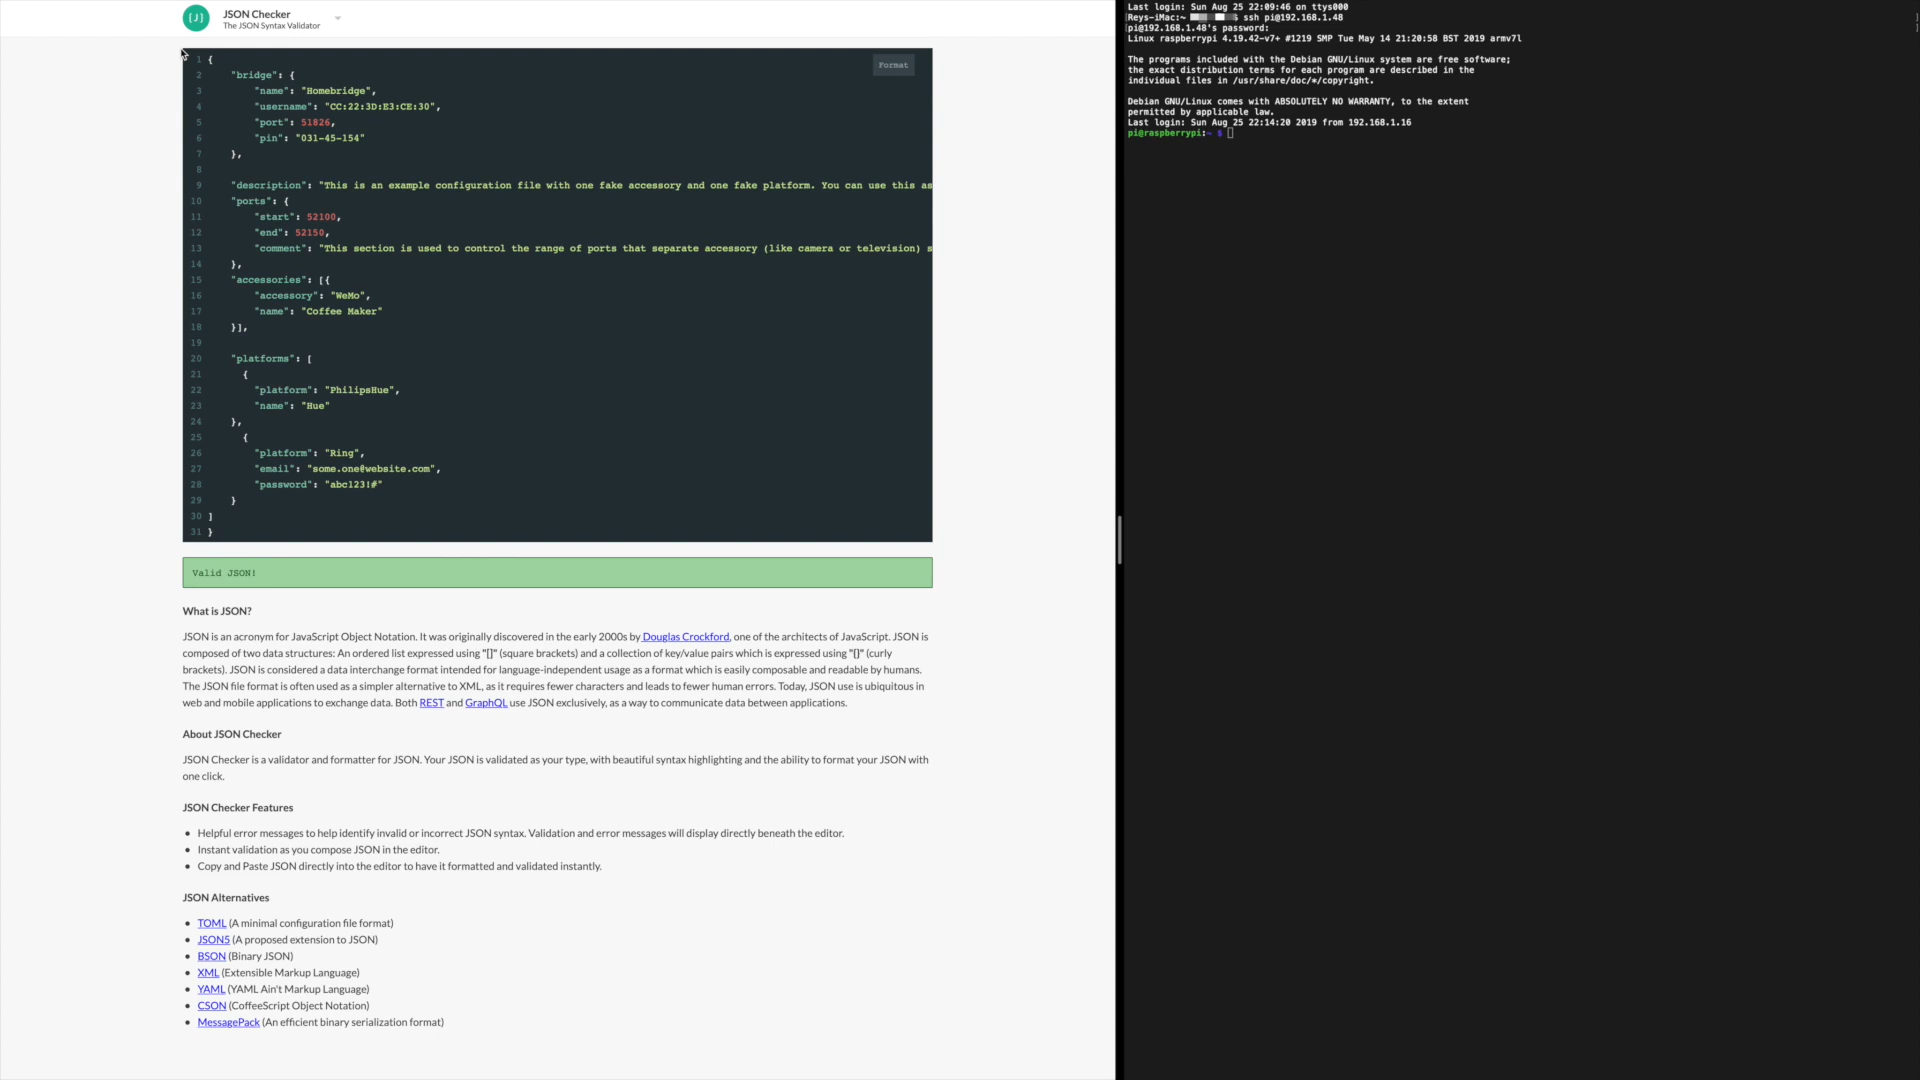 {J}
JSON Checker
The JSON Syntax Validator
Format
1 {
2 "bridge": {
3 "name": "Homebridge",
4 "username": "CC:22:3D:E3:CE:30",
5 "port": 51826,
6 "pin": "031-45-154"
7 },
8
9 "description": "This is an example configuration file with one fake accessory and one fake platform. You can use this as
10 "ports": {
11 "start": 52100,
12 "end": 52150,
13 "comment": "This section is used to control the range of ports that separate accessory (like camera or television) s
14 },
15 "accessories": [{
16 "accessory": "WeMo",
17 "name": "Coffee Maker"
18 }],
19
20 "platforms": [
21 {
22 "platform": "PhilipsHue",
23 "name": "Hue"
24 },
25 {
26 "platform": "Ring",
27 "email": "some.one@website.com",
28 "password": "abc123!#"
29 }
30 ]
31 }
Valid JSON!
What is JSON?
JSON is an acronym for JavaScript Object Notation. It was originally discovered in the early 2000s by Douglas Crockford, one of the architects of JavaScript. JSON is
composed of two data structures: An ordered list expressed using "[]" (square brackets) and a collection of key/value pairs which is expressed using "{}" (curly
brackets). JSON is considered a data interchange format intended for language-independent usage as a format which is easily composable and readable by humans.
The JSON file format is often used as a simpler alternative to XML, as it requires fewer characters and leads to fewer human errors. Today, JSON use is ubiquitous in
web and mobile applications to exchange data. Both REST and GraphQL use JSON exclusively, as a way to communicate data between applications.
About JSON Checker
JSON Checker is a validator and formatter for JSON. Your JSON is validated as your type, with beautiful syntax highlighting and the ability to format your JSON with
one click.
JSON Checker Features
• Helpful error messages to help identify invalid or incorrect JSON syntax. Validation and error messages will display directly beneath the editor.
• Instant validation as you compose JSON in the editor.
• Copy and Paste JSON directly into the editor to have it formatted and validated instantly.
JSON Alternatives
• TOML (A minimal configuration file format)
• JSON5 (A proposed extension to JSON)
• BSON (Binary JSON)
• XML (Extensible Markup Language)
• YAML (YAML Ain't Markup Language)
• CSON (CoffeeScript Object Notation)
• MessagePack (An efficient binary serialization format)
Last login: Sun Aug 25 22:09:46 on ttys000
Reys-iMac:~ $ ssh pi@192.168.1.48
pi@192.168.1.48's password:
Linux raspberrypi 4.19.42-v7+ #1219 SMP Tue May 14 21:20:58 BST 2019 armv7l

The programs included with the Debian GNU/Linux system are free software;
the exact distribution terms for each program are described in the
individual files in /usr/share/doc/*/copyright.

Debian GNU/Linux comes with ABSOLUTELY NO WARRANTY, to the extent
permitted by applicable law.
Last login: Sun Aug 25 22:14:20 2019 from 192.168.1.16
pi@raspberrypi:~ $